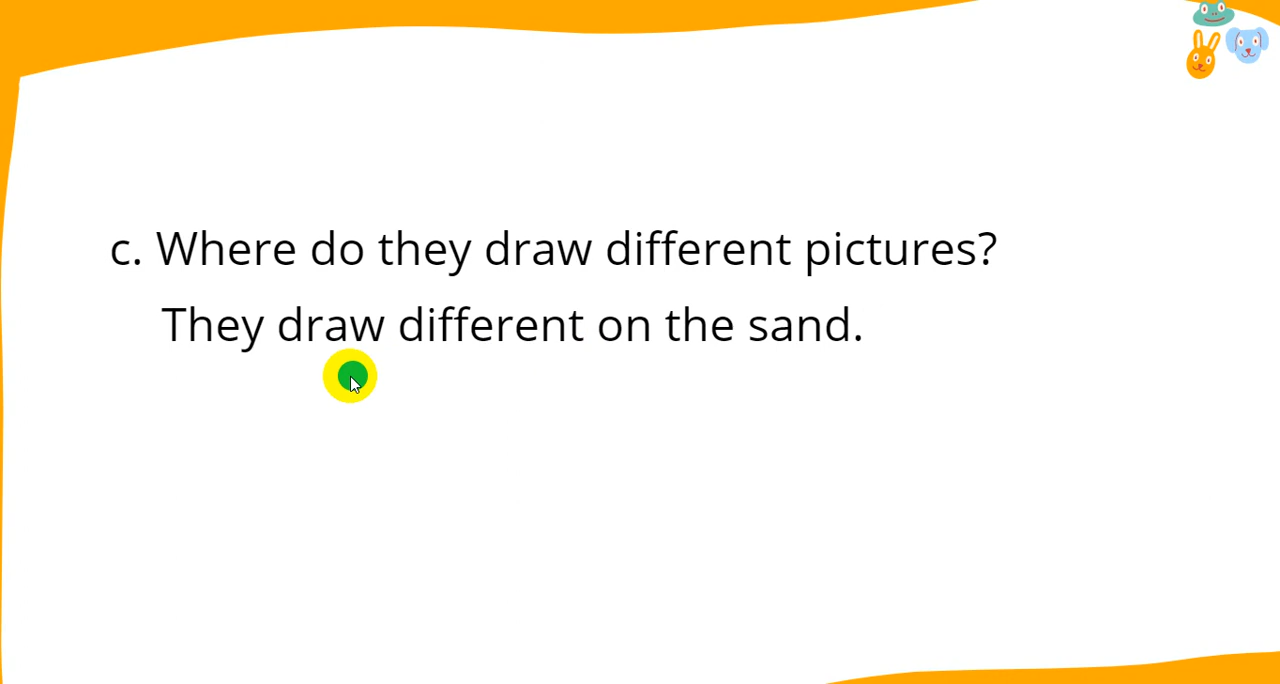 c. Where do they draw different pictures?
They draw different on the sand.